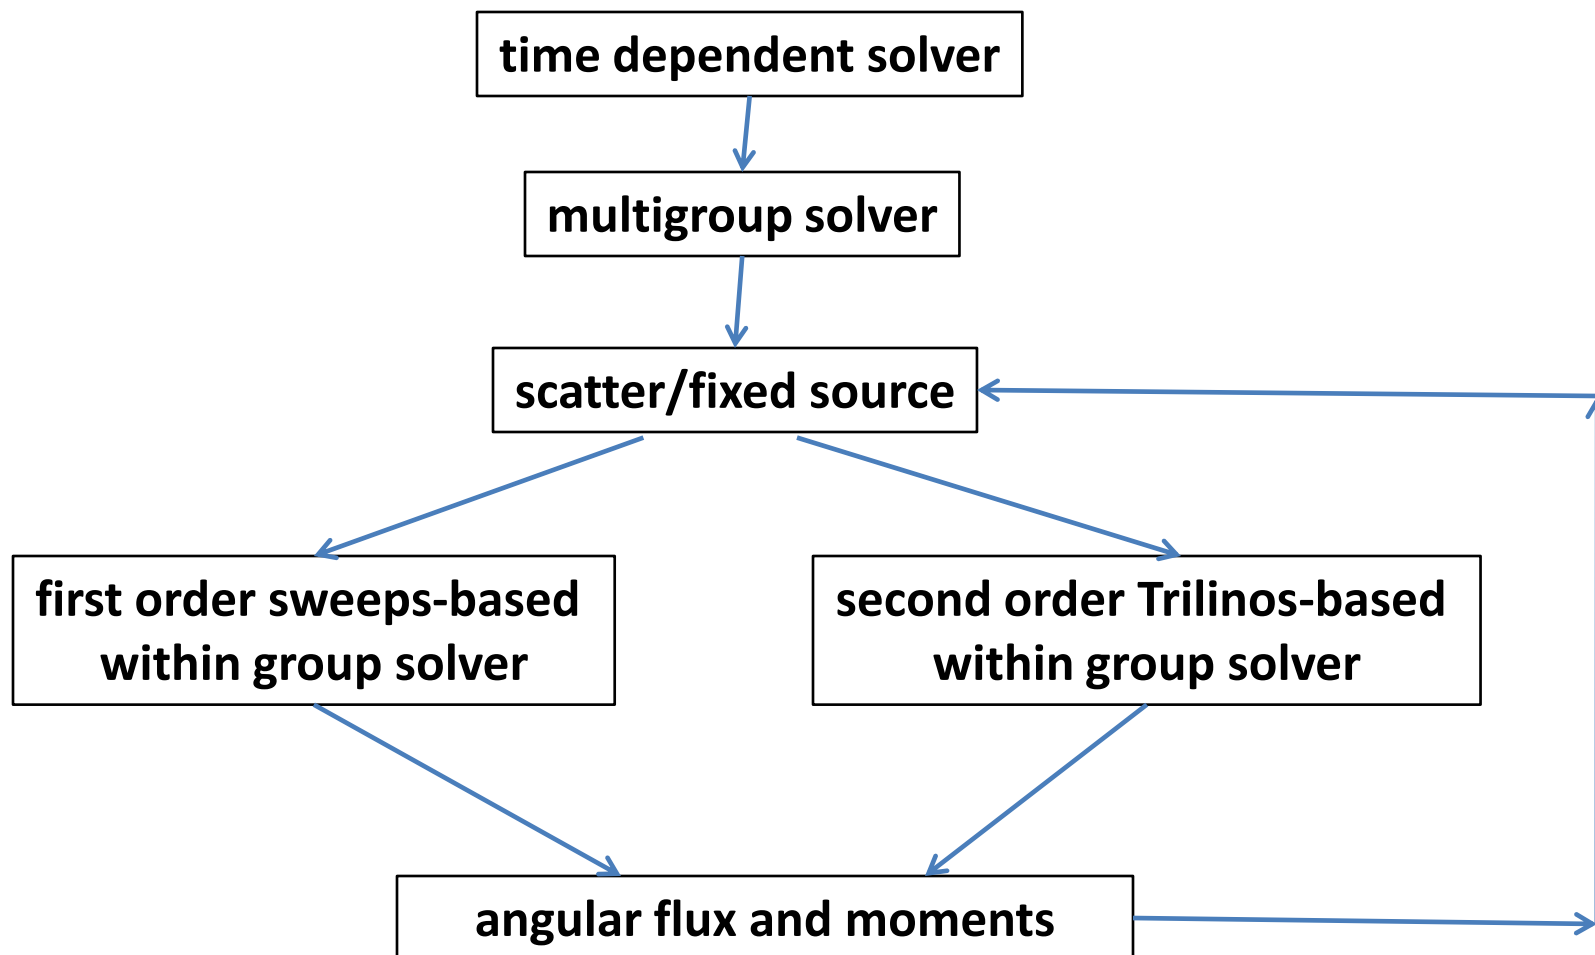 time dependent solver
multigroup solver
scatter/fixed source
first order sweeps-based
within group solver
second order Trilinos-based
within group solver
angular flux and moments